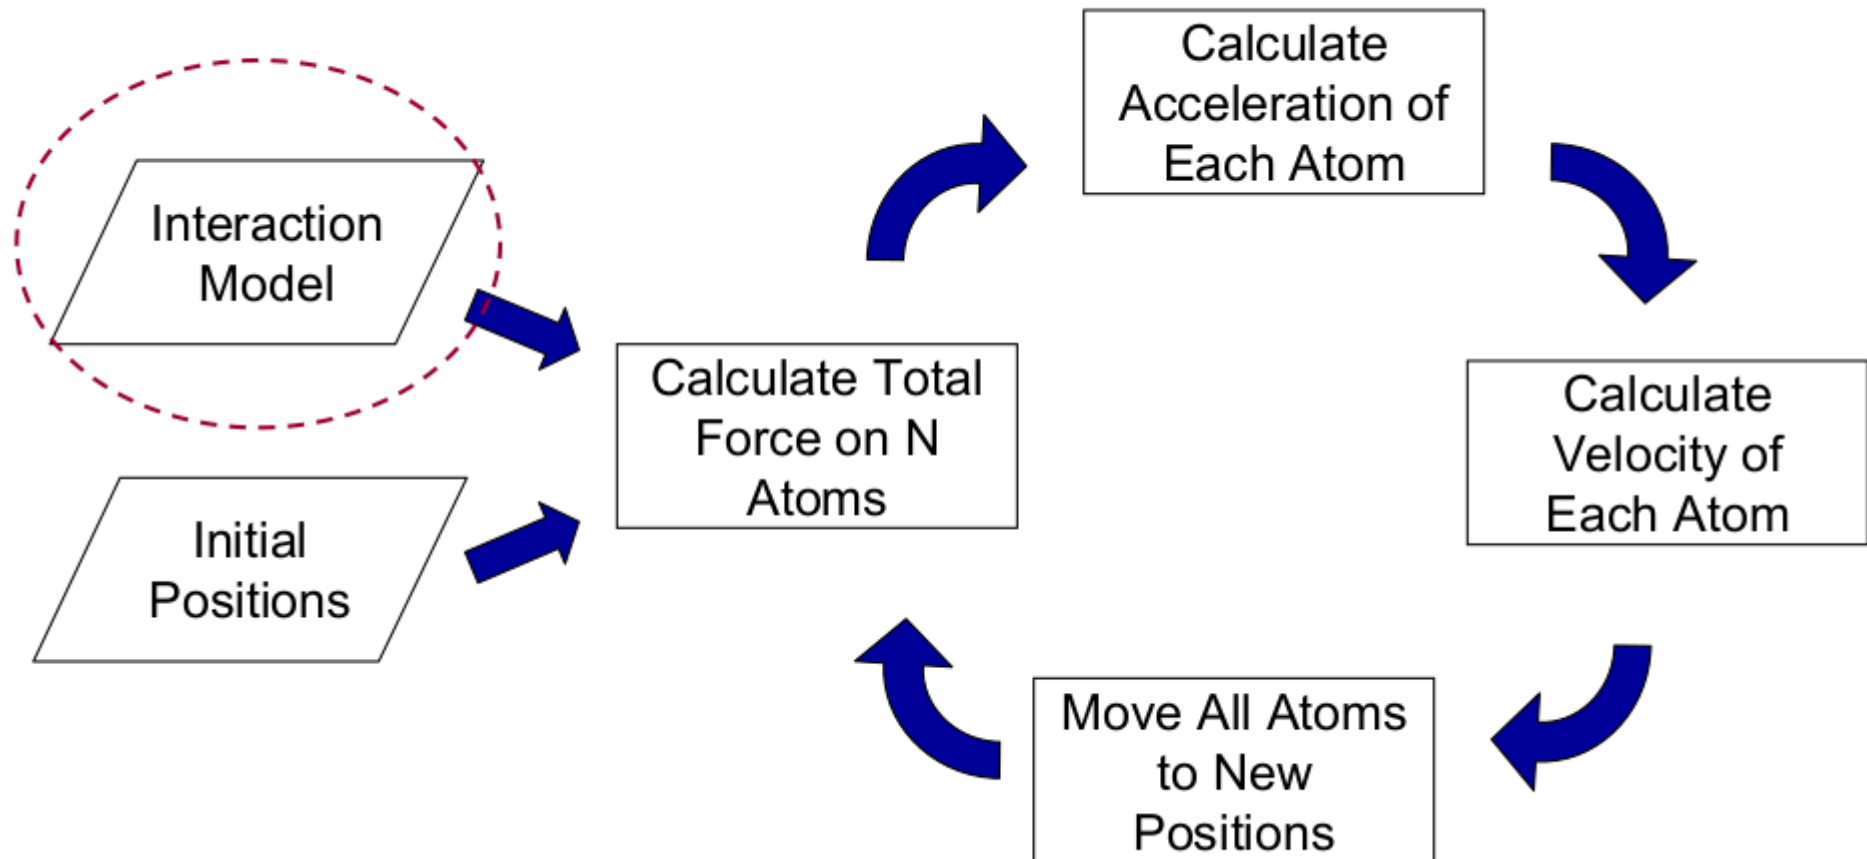 Interaction
Model
Initial
Positions
Calculate Total
Force on N
Atoms
Calculate
Acceleration of
Each Atom
Calculate
Velocity of
Each Atom
Move All Atoms
to New
Positions